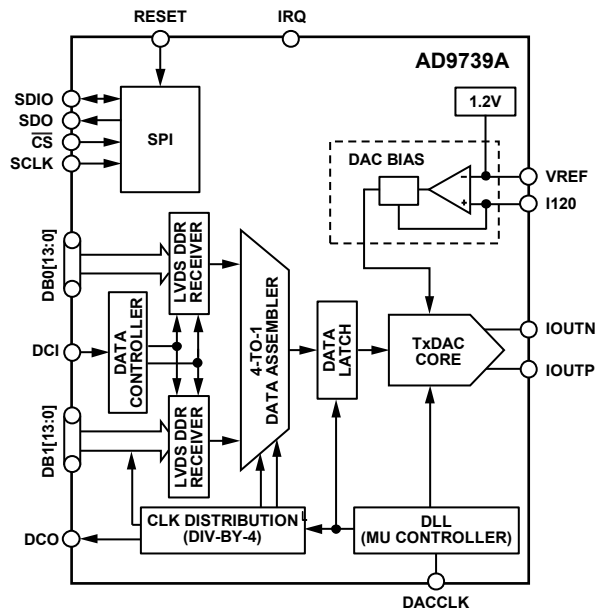 RESET
IRQ
AD9739A
SDIO
SDO
CS
SCLK
SPI
1.2V
DAC BIAS
–
+
VREF
I120
DB0[13:0]
LVDS DDR
RECEIVER
DCI
DATA
CONTROLLER
4-TO-1
DATA ASSEMBLER
DATA
LATCH
TxDAC
CORE
IOUTN
IOUTP
DB1[13:0]
LVDS DDR
RECEIVER
DCO
CLK DISTRIBUTION
(DIV-BY-4)
DLL
(MU CONTROLLER)
DACCLK